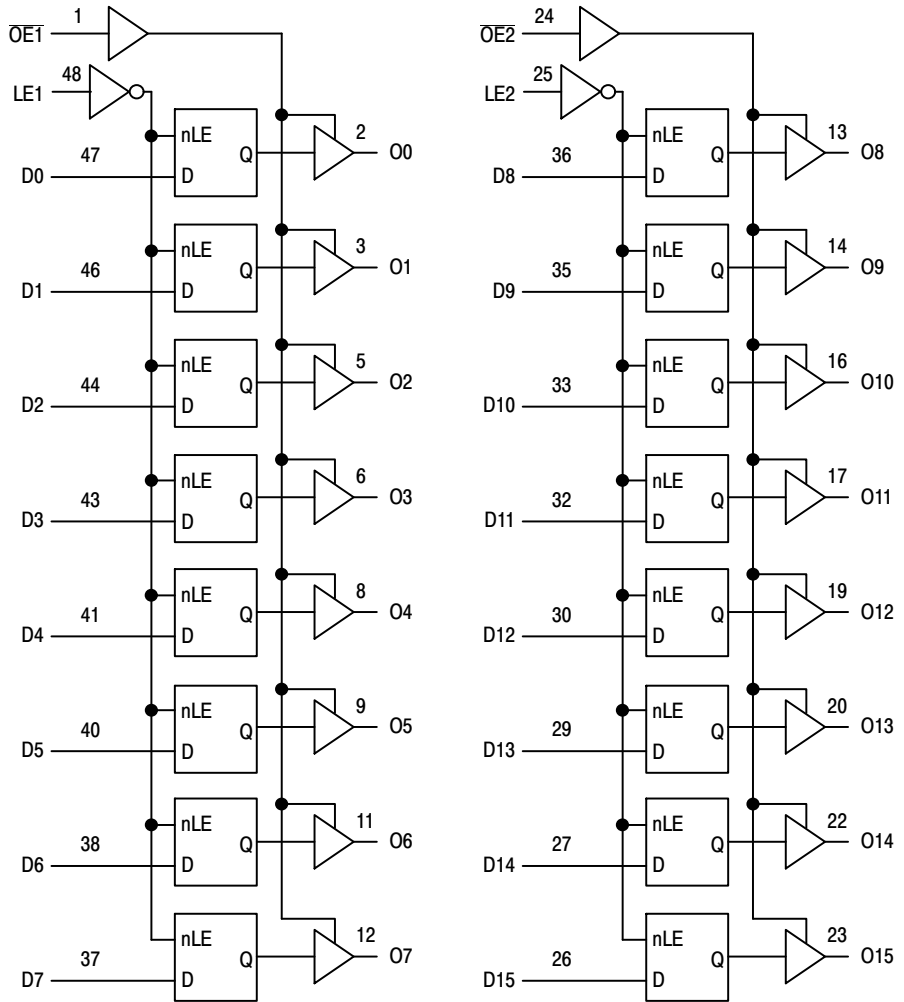 1
O̅E̅1̅
48
LE1
nLE
2
Q
O0
47
D0
D
nLE
3
Q
O1
46
D1
D
nLE
5
Q
O2
44
D2
D
nLE
6
Q
O3
43
D3
D
nLE
8
Q
O4
41
D4
D
nLE
9
Q
O5
40
D5
D
nLE
11
Q
O6
38
D6
D
nLE
12
Q
O7
37
D7
D
24
O̅E̅2̅
25
LE2
nLE
13
Q
O8
36
D8
D
nLE
14
Q
O9
35
D9
D
nLE
16
Q
O10
33
D10
D
nLE
17
Q
O11
32
D11
D
nLE
19
Q
O12
30
D12
D
nLE
20
Q
O13
29
D13
D
nLE
22
Q
O14
27
D14
D
nLE
23
Q
O15
26
D15
D